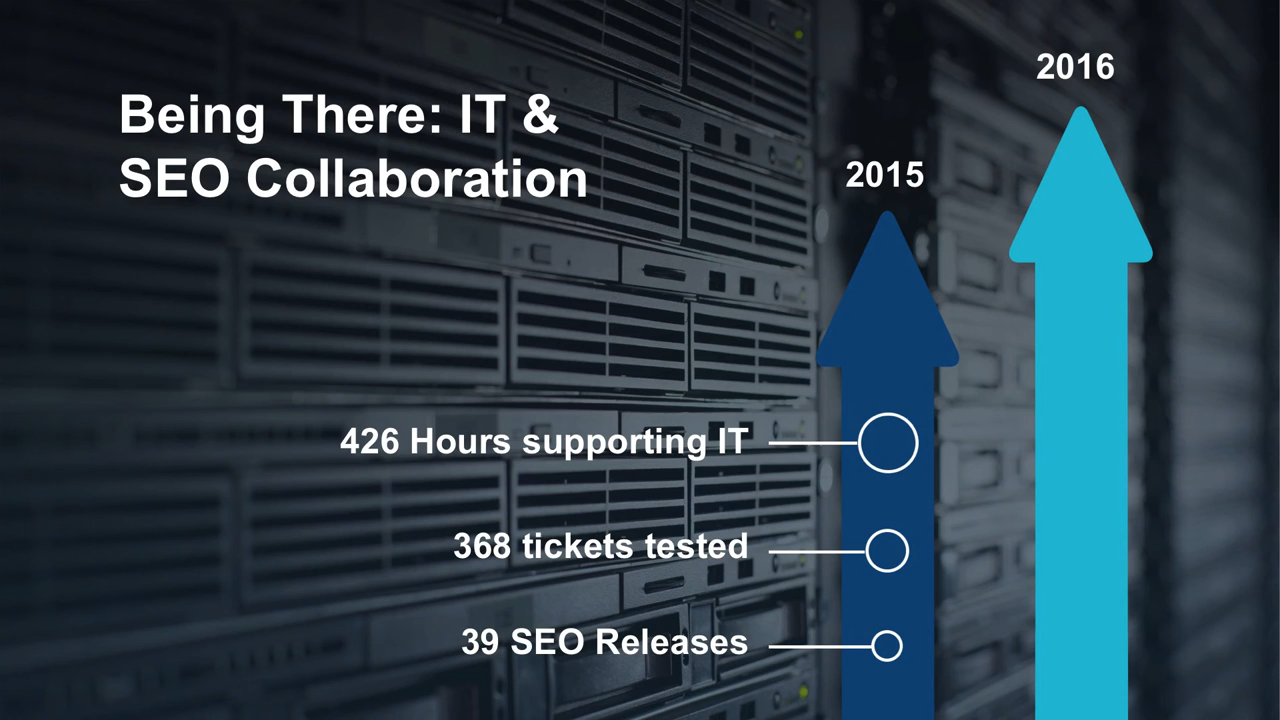 Being There: IT &
SEO Collaboration
2015
2016
426 Hours supporting IT
368 tickets tested
39 SEO Releases